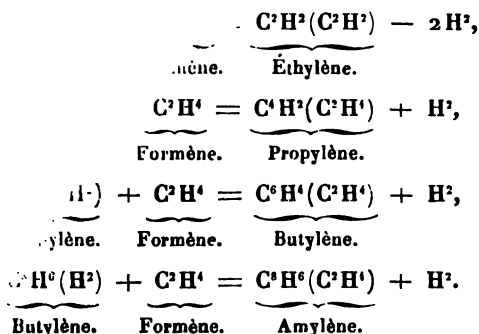 C²H²(C²H²) − 2H²,
Éthylène.
C²H⁴ = C⁴H²(C²H⁴) + H²,
Formène. Propylène.
+ C²H⁴ = C⁶H⁴(C²H⁴) + H²,
Formène. Butylène.
H⁶(H²) + C²H⁴ = C⁸H⁶(C²H⁴) + H².
Butylène. Formène. Amylène.